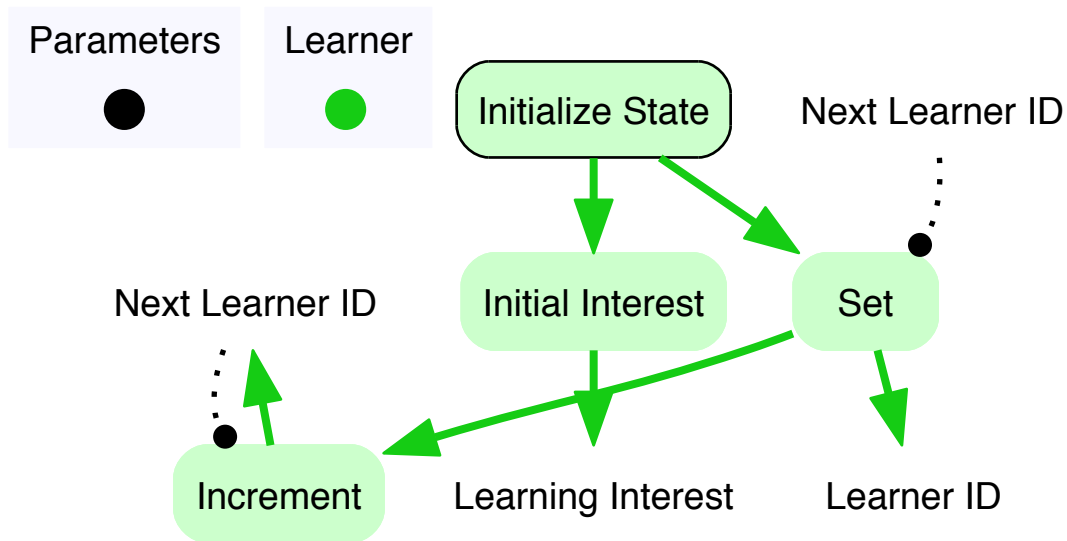 Parameters
Learner
Initialize State
Next Learner ID
Next Learner ID
Initial Interest
Set
Increment
Learning Interest
Learner ID